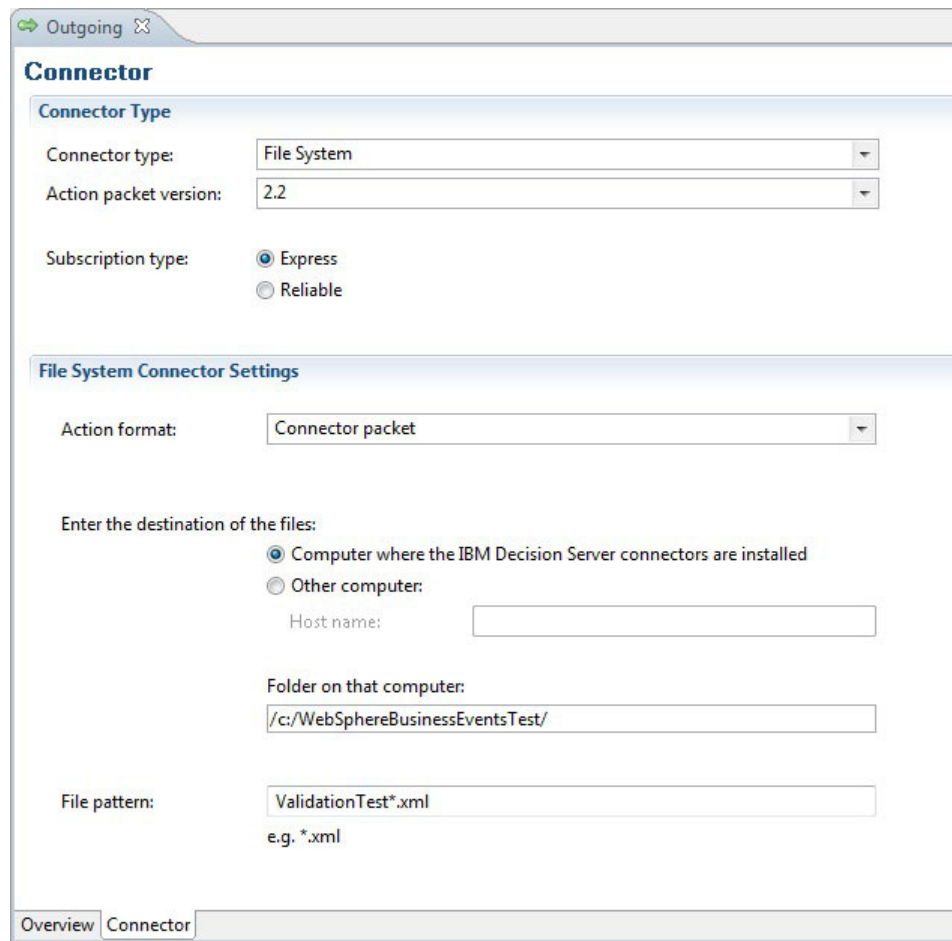 Outgoing
Connector
Connector Type
Connector type: File System
Action packet version: 2.2
Subscription type: Express
Reliable
File System Connector Settings
Action format: Connector packet
Enter the destination of the files:
Computer where the IBM Decision Server connectors are installed
Other computer:
Host name:
Folder on that computer:
/c:/WebSphereBusinessEventsTest/
File pattern: ValidationTest*.xml
e.g. *.xml
Overview Connector